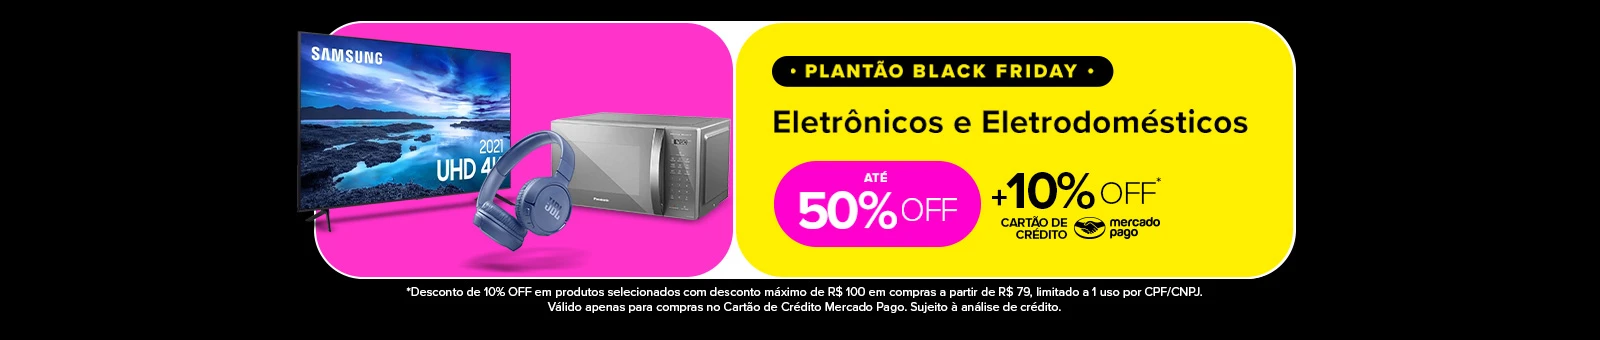 SAMSUNG
2021
UHD 4K
JBL
Panasonic
• PLANTÃO BLACK FRIDAY •
Eletrônicos e Eletrodomésticos
ATÉ
50% OFF
+10% OFF*
CARTÃO DE
CRÉDITO
mercado
pago
*Desconto de 10% OFF em produtos selecionados com desconto máximo de R$ 100 em compras a partir de R$ 79, limitado a 1 uso por CPF/CNPJ.
Válido apenas para compras no Cartão de Crédito Mercado Pago. Sujeito à análise de crédito.